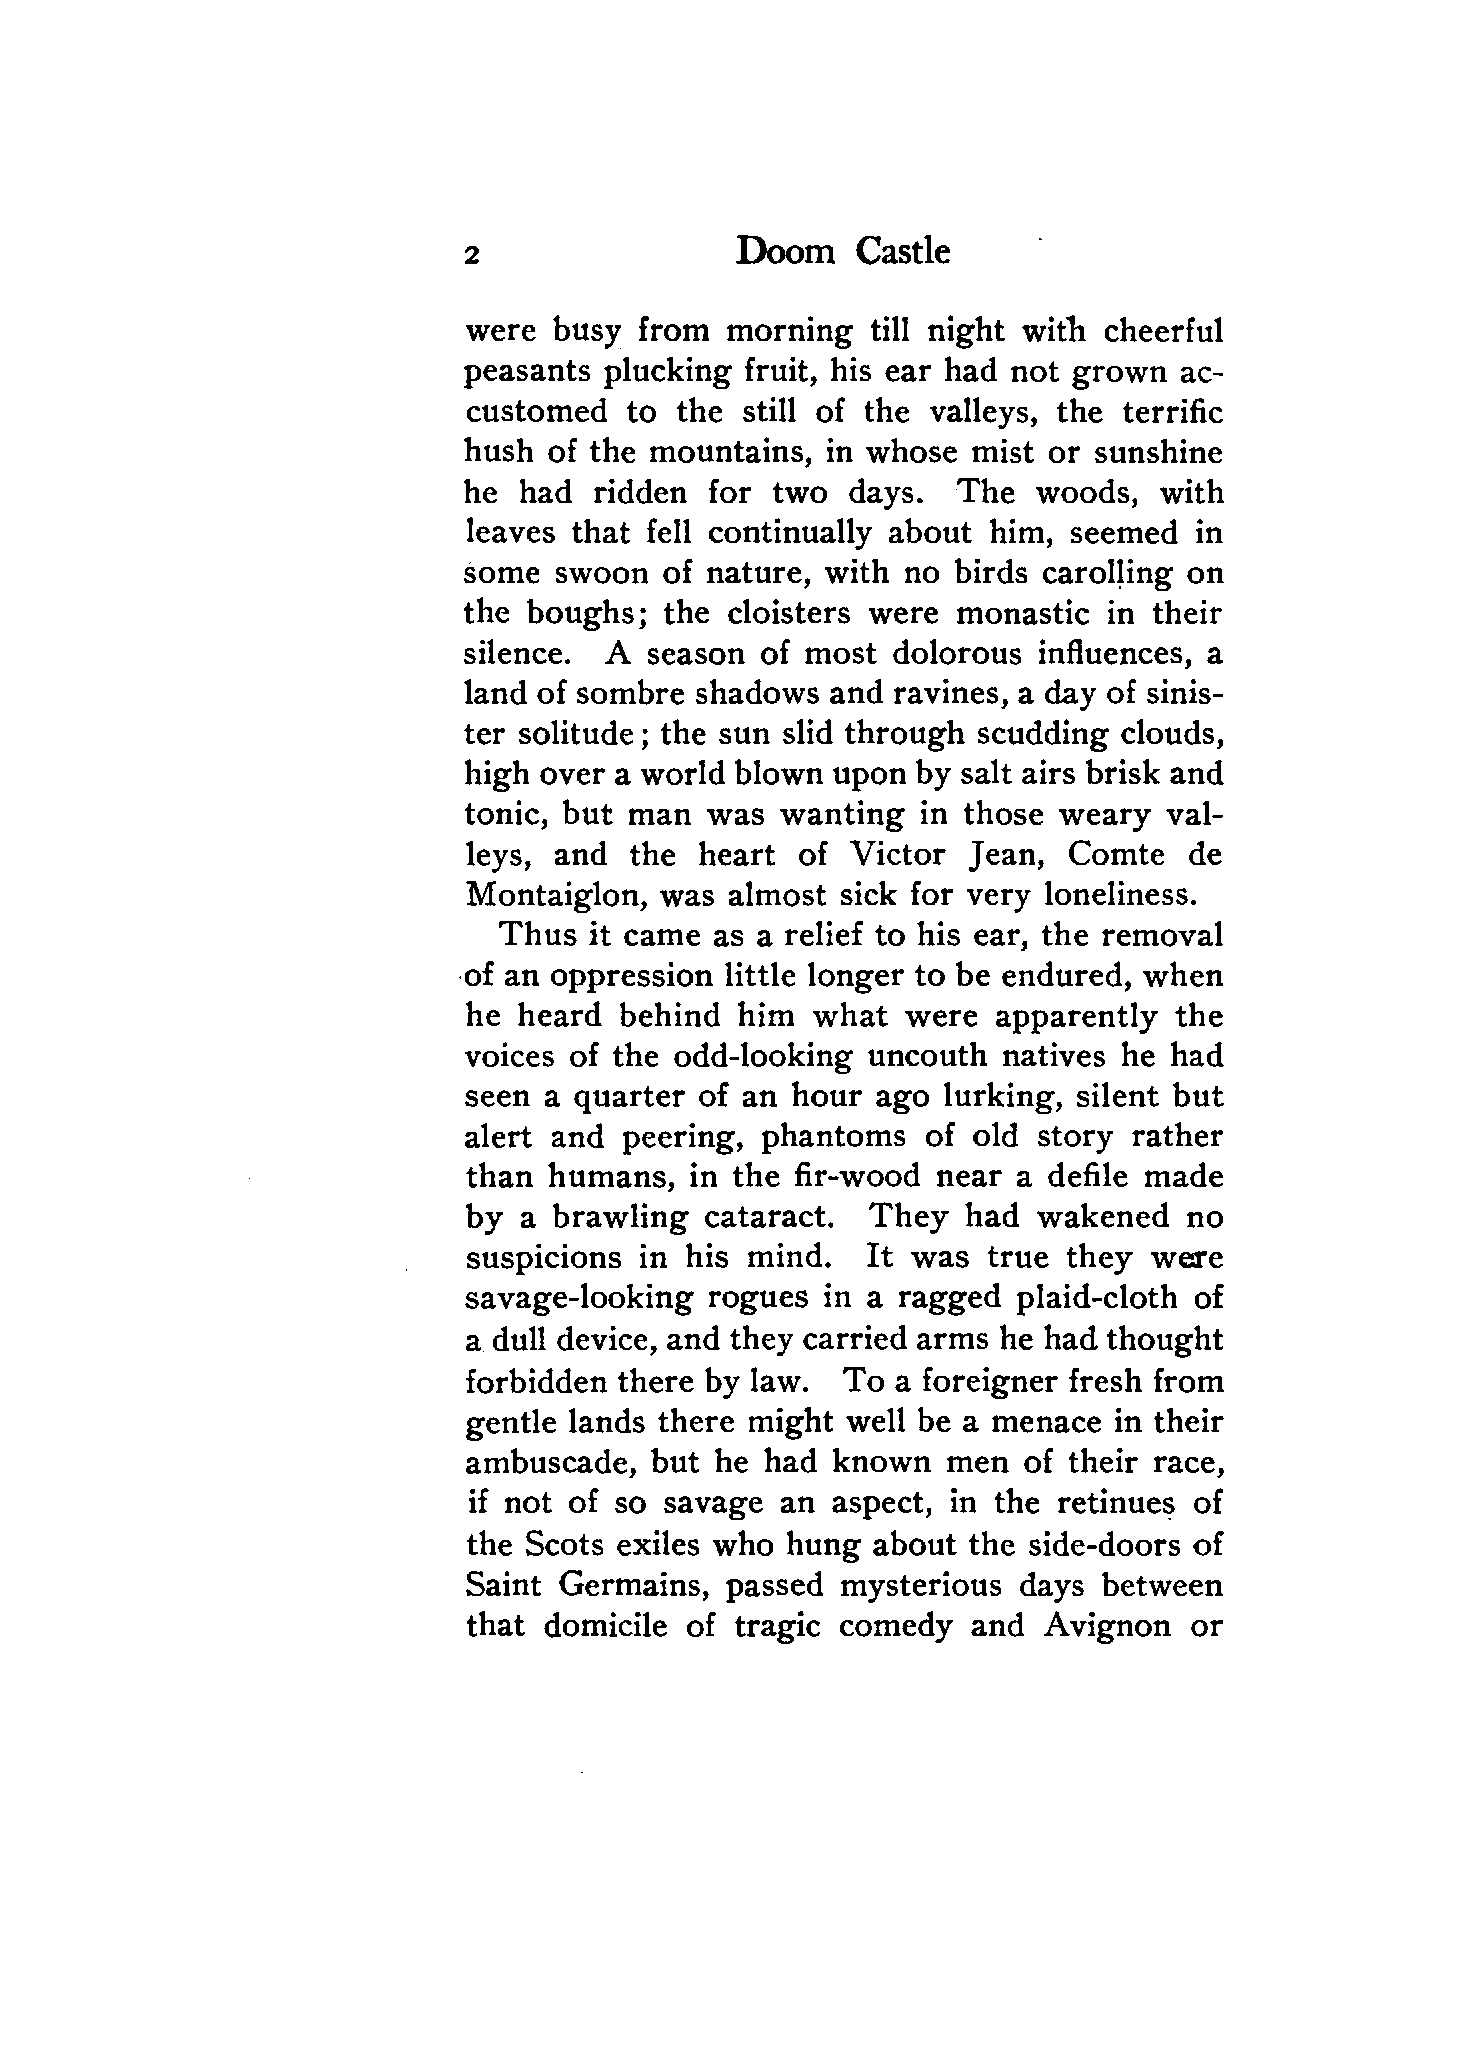 2 Doom Castle
were busy from morning till night with cheerful
peasants plucking fruit, his ear had not grown ac-
customed to the still of the valleys, the terrific
hush of the mountains, in whose mist or sunshine
he had ridden for two days. The woods, with
leaves that fell continually about him, seemed in
some swoon of nature, with no birds carolling on
the boughs; the cloisters were monastic in their
silence. A season of most dolorous influences, a
land of sombre shadows and ravines, a day of sinis-
ter solitude; the sun slid through scudding clouds,
high over a world blown upon by salt airs brisk and
tonic, but man was wanting in those weary val-
leys, and the heart of Victor Jean, Comte de
Montaiglon, was almost sick for very loneliness.
Thus it came as a relief to his ear, the removal
of an oppression little longer to be endured, when
he heard behind him what were apparently the
voices of the odd-looking uncouth natives he had
seen a quarter of an hour ago lurking, silent but
alert and peering, phantoms of old story rather
than humans, in the fir-wood near a defile made
by a brawling cataract. They had wakened no
suspicions in his mind. It was true they were
savage-looking rogues in a ragged plaid-cloth of
a dull device, and they carried arms he had thought
forbidden there by law. To a foreigner fresh from
gentle lands there might well be a menace in their
ambuscade, but he had known men of their race,
if not of so savage an aspect, in the retinues of
the Scots exiles who hung about the side-doors of
Saint Germains, passed mysterious days between
that domicile of tragic comedy and Avignon or